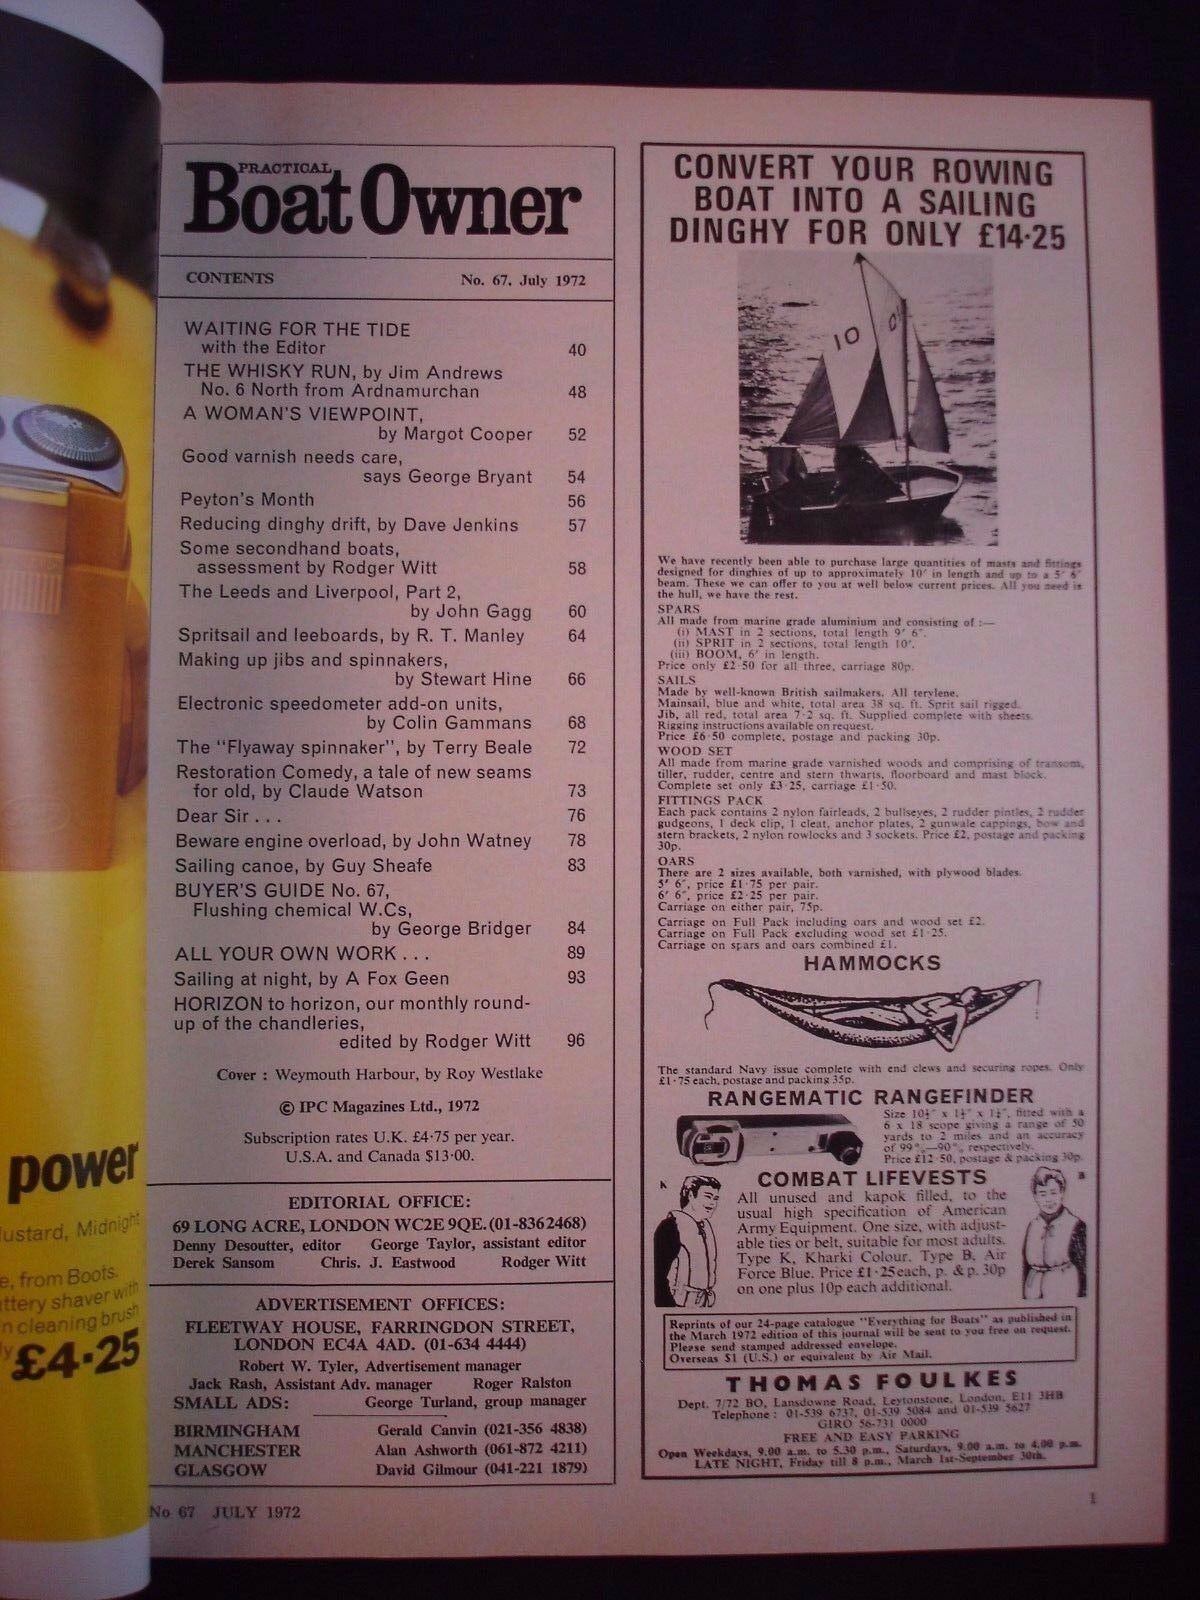 power
ustard, Midnight
e, from Boots.
ttery shaver with
n cleaning brush
y £4·25
PRACTICAL
Boat Owner
CONTENTS No. 67, July 1972
WAITING FOR THE TIDE
with the Editor 40
THE WHISKY RUN, by Jim Andrews
No. 6 North from Ardnamurchan 48
A WOMAN'S VIEWPOINT,
by Margot Cooper 52
Good varnish needs care,
says George Bryant 54
Peyton's Month 56
Reducing dinghy drift, by Dave Jenkins 57
Some secondhand boats,
assessment by Rodger Witt 58
The Leeds and Liverpool, Part 2,
by John Gagg 60
Spritsail and leeboards, by R. T. Manley 64
Making up jibs and spinnakers,
by Stewart Hine 66
Electronic speedometer add-on units,
by Colin Gammans 68
The "Flyaway spinnaker", by Terry Beale 72
Restoration Comedy, a tale of new seams
for old, by Claude Watson 73
Dear Sir . . . 76
Beware engine overload, by John Watney 78
Sailing canoe, by Guy Sheafe 83
BUYER'S GUIDE No. 67,
Flushing chemical W.Cs,
by George Bridger 84
ALL YOUR OWN WORK . . . 89
Sailing at night, by A Fox Geen 93
HORIZON to horizon, our monthly round-
up of the chandleries,
edited by Rodger Witt 96
Cover : Weymouth Harbour, by Roy Westlake
© IPC Magazines Ltd., 1972
Subscription rates U.K. £4·75 per year.
U.S.A. and Canada $13·00.
EDITORIAL OFFICE:
69 LONG ACRE, LONDON WC2E 9QE. (01-8362468)
Denny Desoutter, editor George Taylor, assistant editor
Derek Sansom Chris. J. Eastwood Rodger Witt
ADVERTISEMENT OFFICES:
FLEETWAY HOUSE, FARRINGDON STREET,
LONDON EC4A 4AD. (01-634 4444)
Robert W. Tyler, Advertisement manager
Jack Rash, Assistant Adv. manager Roger Ralston
SMALL ADS: George Turland, group manager
BIRMINGHAM Gerald Canvin (021-356 4838)
MANCHESTER Alan Ashworth (061-872 4211)
GLASGOW David Gilmour (041-221 1879)
No 67 JULY 1972
CONVERT YOUR ROWING
BOAT INTO A SAILING
DINGHY FOR ONLY £14·25
10
We have recently been able to purchase large quantities of masts and fittings
designed for dinghies of up to approximately 10' in length and up to a 5' 6"
beam. These we can offer to you at well below current prices. All you need is
the hull, we have the rest.
SPARS
All made from marine grade aluminium and consisting of :—
(i) MAST in 2 sections, total length 9' 6".
(ii) SPRIT in 2 sections, total length 10'.
(iii) BOOM, 6' in length.
Price only £2·50 for all three, carriage 80p.
SAILS
Made by well-known British sailmakers. All terylene.
Mainsail, blue and white, total area 38 sq. ft. Sprit sail rigged.
Jib, all red, total area 7·2 sq. ft. Supplied complete with sheets.
Rigging instructions available on request.
Price £6·50 complete, postage and packing 30p.
WOOD SET
All made from marine grade varnished woods and comprising of transom,
tiller, rudder, centre and stern thwarts, floorboard and mast block.
Complete set only £3·25, carriage £1·50.
FITTINGS PACK
Each pack contains 2 nylon fairleads, 2 bullseyes, 2 rudder pintles, 2 rudder
gudgeons, 1 deck clip, 1 cleat, anchor plates, 2 gunwale cappings, bow and
stern brackets, 2 nylon rowlocks and 3 sockets. Price £2, postage and packing
30p.
OARS
There are 2 sizes available, both varnished, with plywood blades.
5' 6", price £1·75 per pair.
6' 6", price £2·25 per pair.
Carriage on either pair, 75p.
Carriage on Full Pack including oars and wood set £2.
Carriage on Full Pack excluding wood set £1·25.
Carriage on spars and oars combined £1.
HAMMOCKS
The standard Navy issue complete with end clews and securing ropes. Only
£1·75 each, postage and packing 35p.
RANGEMATIC RANGEFINDER
Size 10½" x 1½" x 1¼", fitted with a
6 x 18 scope giving a range of 50
yards to 2 miles and an accuracy
of 99%—90%, respectively.
Price £12·50, postage & packing 30p.
COMBAT LIFEVESTS
K
B
All unused and kapok filled, to the
usual high specification of American
Army Equipment. One size, with adjust-
able ties or belt, suitable for most adults.
Type K, Kharki Colour. Type B, Air
Force Blue. Price £1·25 each, p. & p. 30p
on one plus 10p each additional.
Reprints of our 24-page catalogue "Everything for Boats" as published in
the March 1972 edition of this journal will be sent to you free on request.
Please send stamped addressed envelope.
Overseas $1 (U.S.) or equivalent by Air Mail.
THOMAS FOULKES
Dept. 7/72 BO, Lansdowne Road, Leytonstone, London, E11 3HB
Telephone : 01-539 6737, 01-539 5084 and 01-539 5627
GIRO 56-731 0000
FREE AND EASY PARKING
Open Weekdays, 9.00 a.m. to 5.30 p.m., Saturdays, 9.00 a.m. to 4.00 p.m.
LATE NIGHT, Friday till 8 p.m., March 1st-September 30th.
1